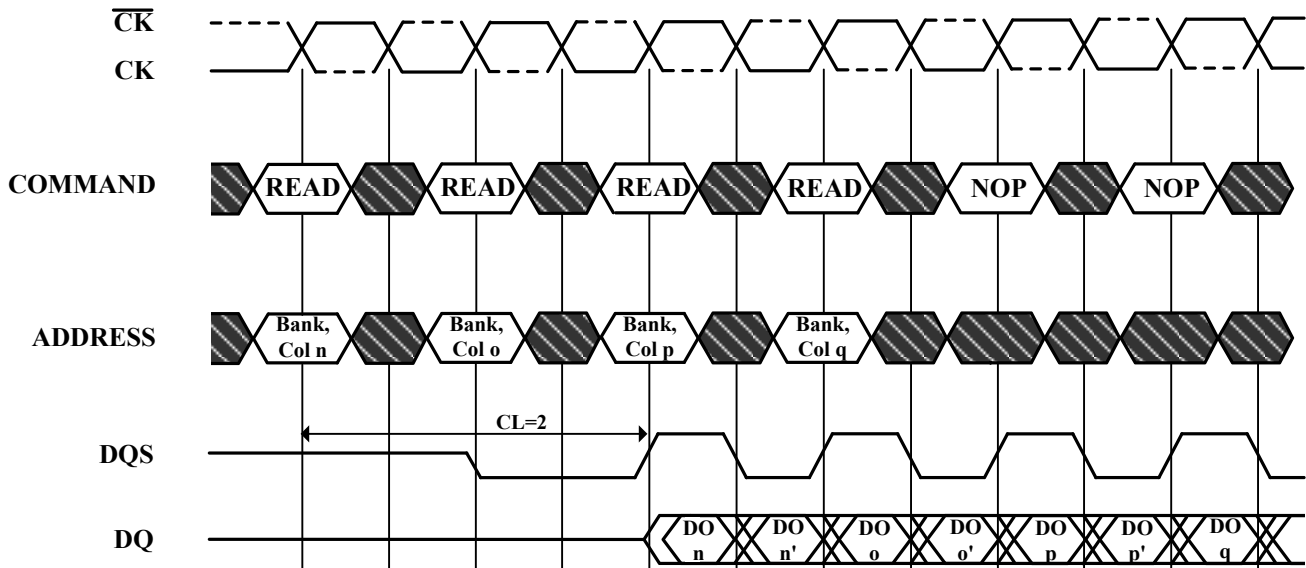 C̅K̅
CK
COMMAND
READ
READ
READ
READ
NOP
NOP
ADDRESS
Bank,
Col n
Bank,
Col o
Bank,
Col p
Bank,
Col q
CL=2
DQS
DQ
DO
n
DO
n'
DO
o
DO
o'
DO
p
DO
p'
DO
q